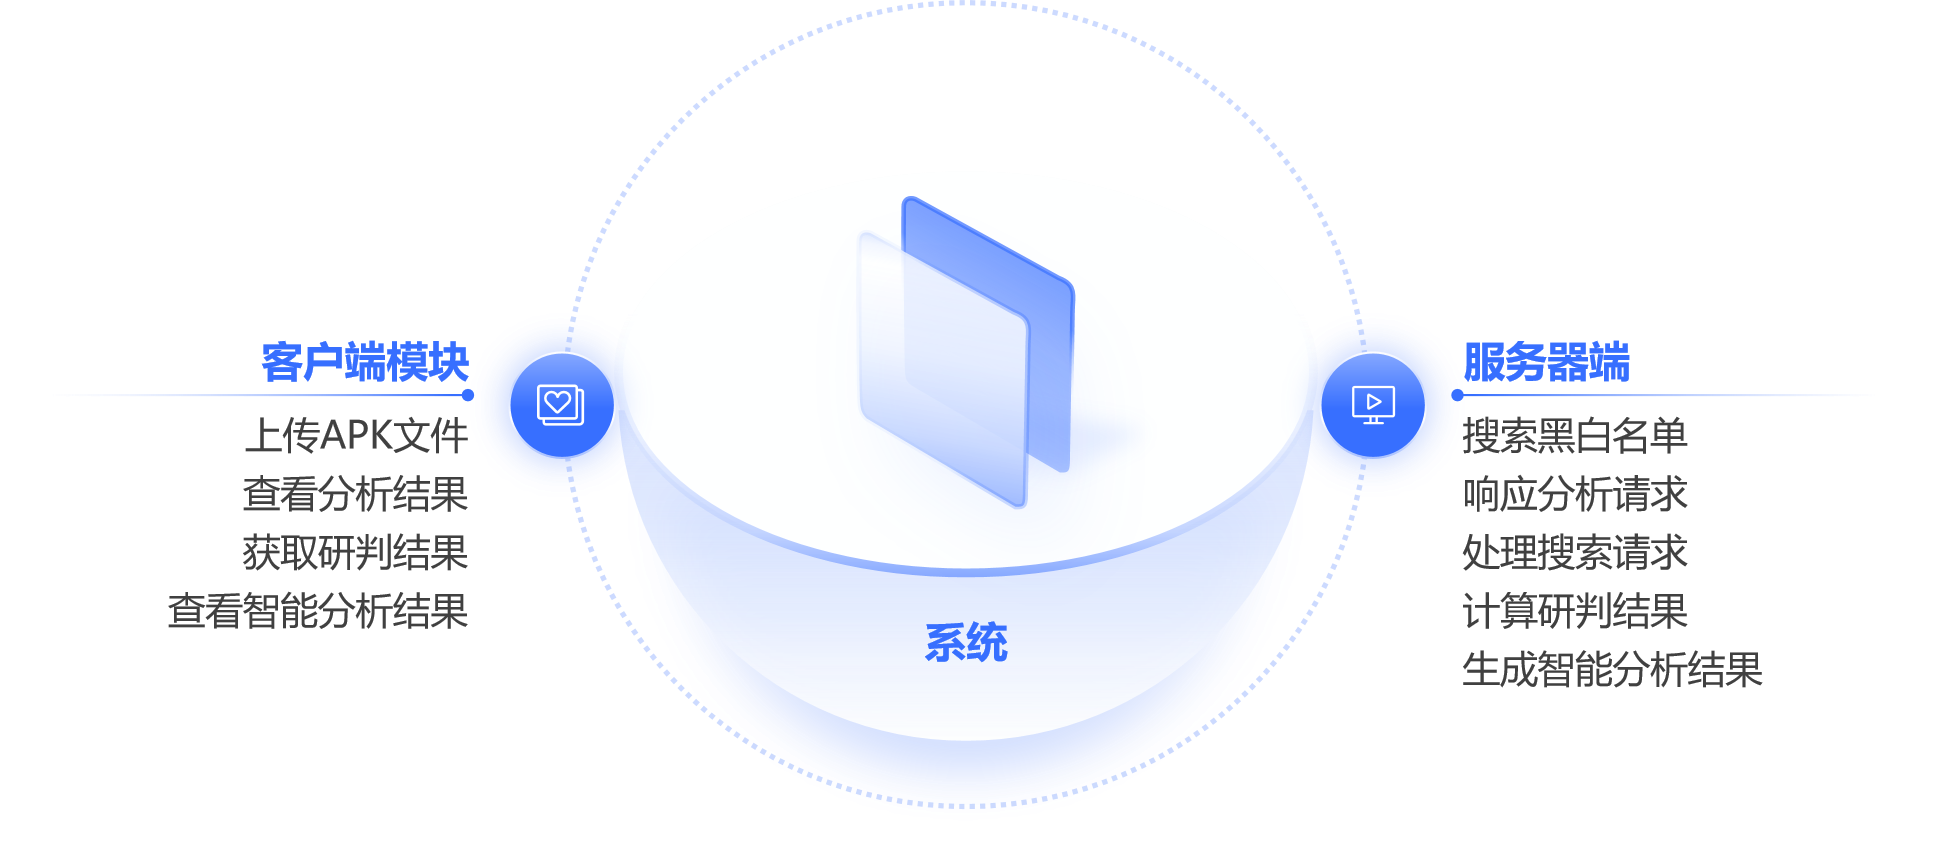 客户端模块
上传APK文件
查看分析结果
获取研判结果
查看智能分析结果
系统
服务器端
搜索黑白名单
响应分析请求
处理搜索请求
计算研判结果
生成智能分析结果